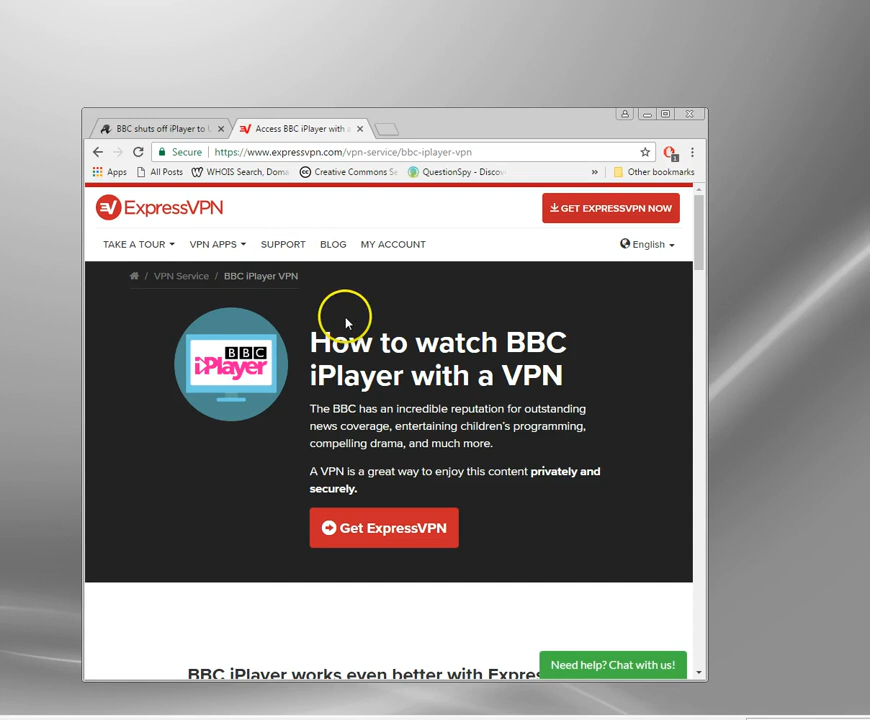 BBC shuts off iPlayer to
Access BBC iPlayer with a
Secure https://www.expressvpn.com/vpn-service/bbc-iplayer-vpn
1
Apps All Posts WHOIS Search, Doma Creative Commons Se QuestionSpy - Discov » Other bookmarks
ExpressVPN
GET EXPRESSVPN NOW
TAKE A TOUR VPN APPS SUPPORT BLOG MY ACCOUNT English
/ VPN Service / BBC iPlayer VPN
BBC
iPlayer
How to watch BBC
iPlayer with a VPN
The BBC has an incredible reputation for outstanding
news coverage, entertaining children's programming,
compelling drama, and much more.
A VPN is a great way to enjoy this content privately and
securely.
Get ExpressVPN
BBC iPlayer works even better with Expres
Need help? Chat with us!